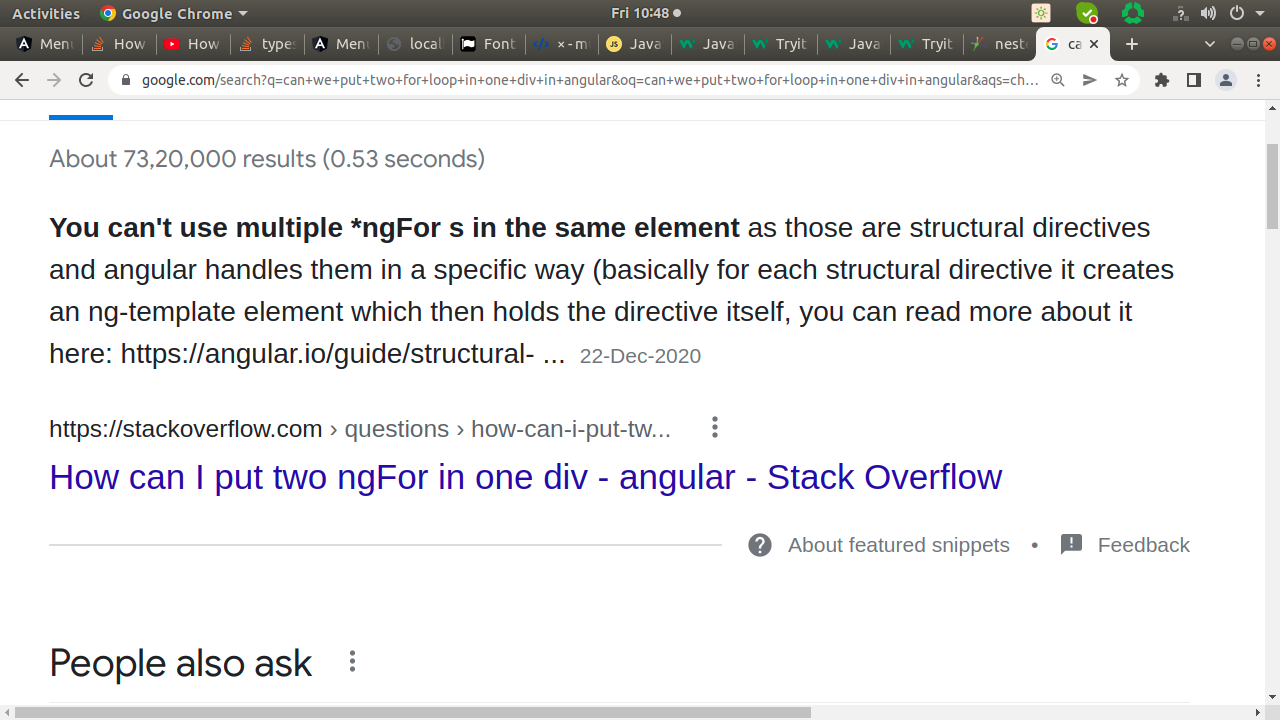 Activities Google Chrome Fri 10:48
Menu How How types Menu local Font Java Java Tryit Java Tryit neste ca
google.com/search?q=can+we+put+two+for+loop+in+one+div+in+angular&oq=can+we+put+two+for+loop+in+one+div+in+angular&aqs=ch...
About 73,20,000 results (0.53 seconds)
You can't use multiple *ngFor s in the same element as those are structural directives
and angular handles them in a specific way (basically for each structural directive it creates
an ng-template element which then holds the directive itself, you can read more about it
here: https://angular.io/guide/structural- ... 22-Dec-2020
https://stackoverflow.com › questions › how-can-i-put-tw...
How can I put two ngFor in one div - angular - Stack Overflow
About featured snippets • Feedback
People also ask